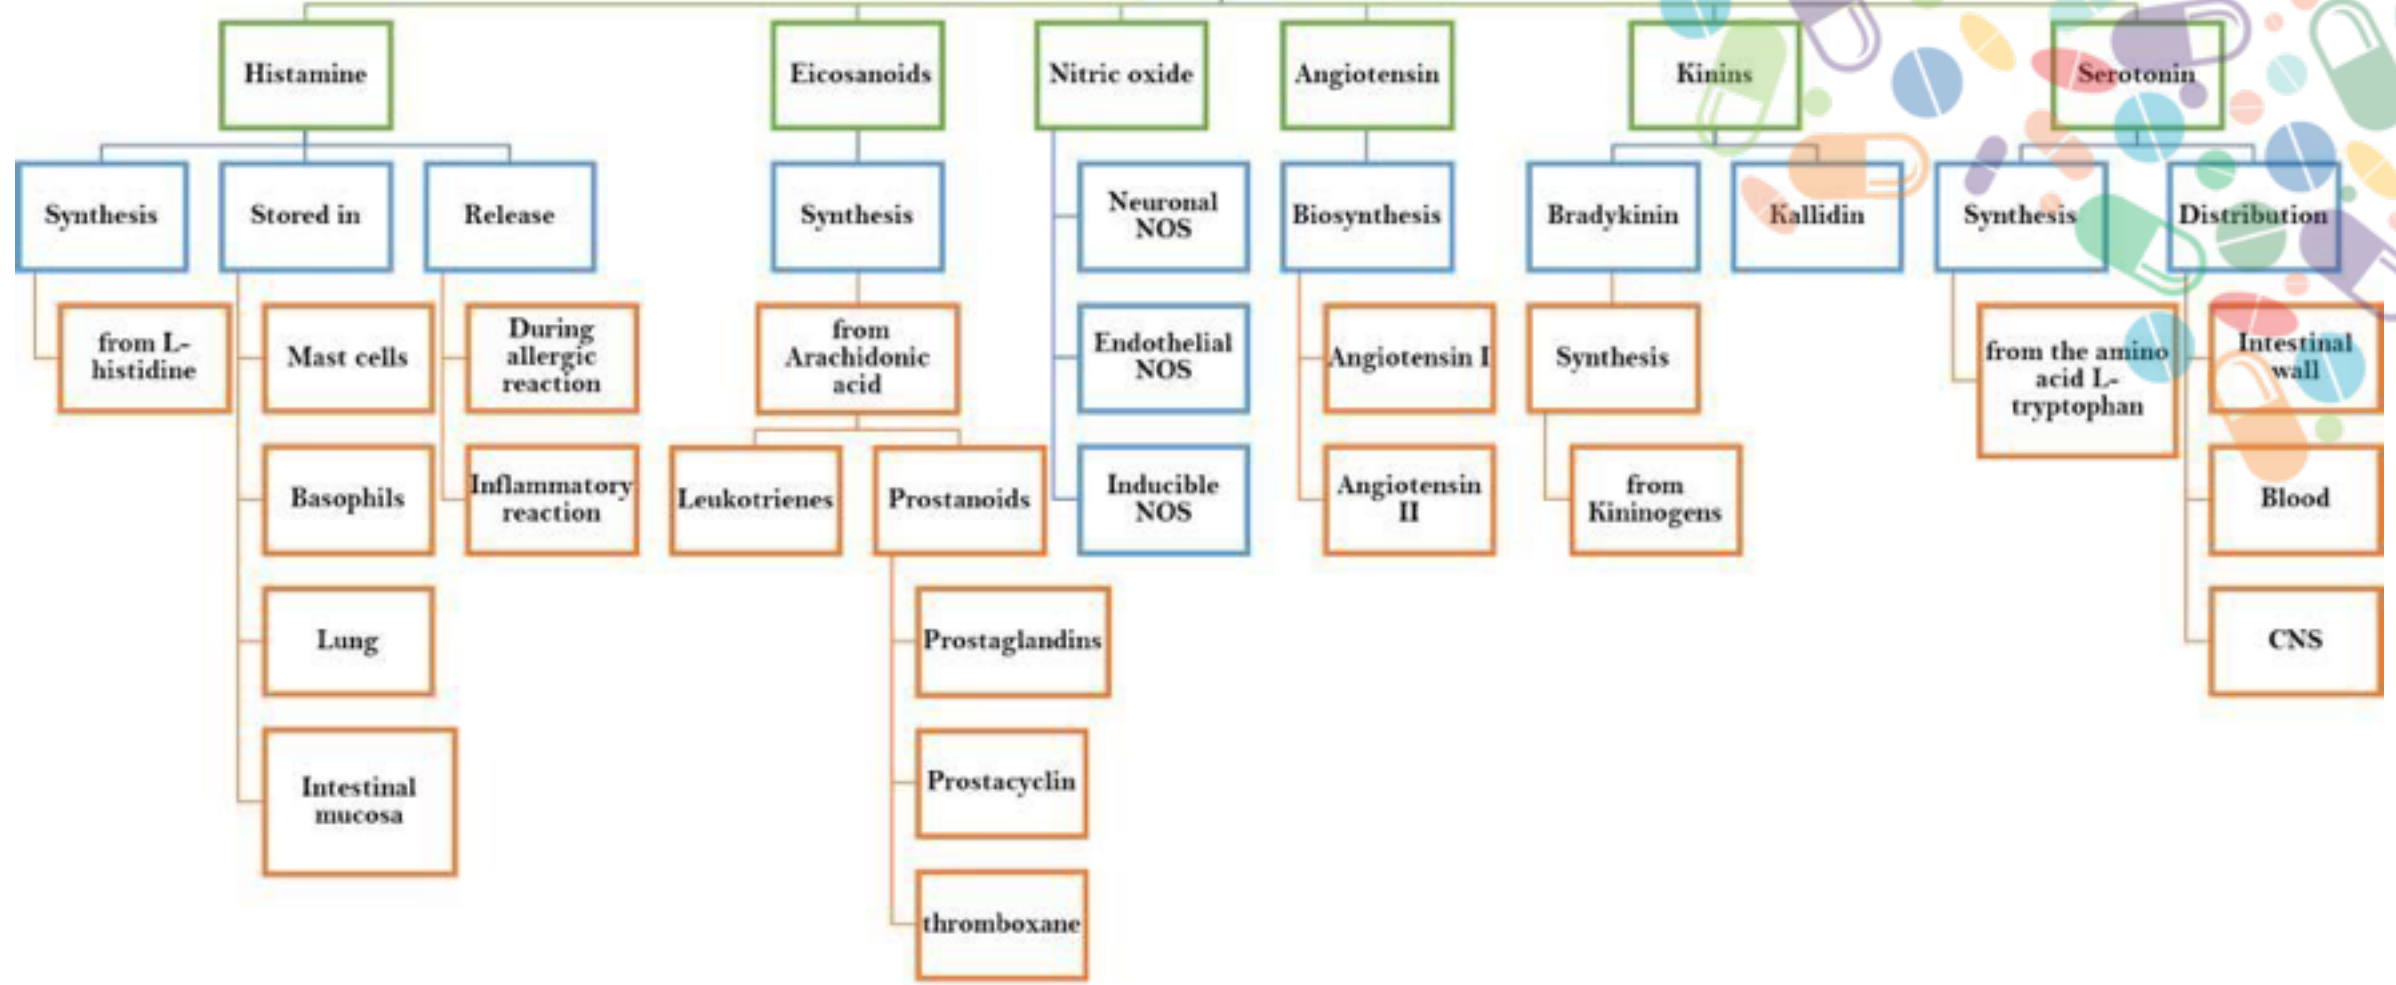 Histamine
Eicosanoids
Nitric oxide
Angiotensin
Kinins
Serotonin
Synthesis
Stored in
Release
Synthesis
Neuronal
NOS
Biosynthesis
Bradykinin
Kallidin
Synthesis
Distribution
from L-
histidine
Mast cells
During
allergic
reaction
from
Arachidonic
acid
Endothelial
NOS
Angiotensin I
Synthesis
from the amino
acid L-
tryptophan
Intestinal
wall
Basophils
Inflammatory
reaction
Leukotrienes
Prostanoids
Inducible
NOS
Angiotensin
II
from
Kininogens
Blood
Lung
Prostaglandins
CNS
Intestinal
mucosa
Prostacyclin
thromboxane